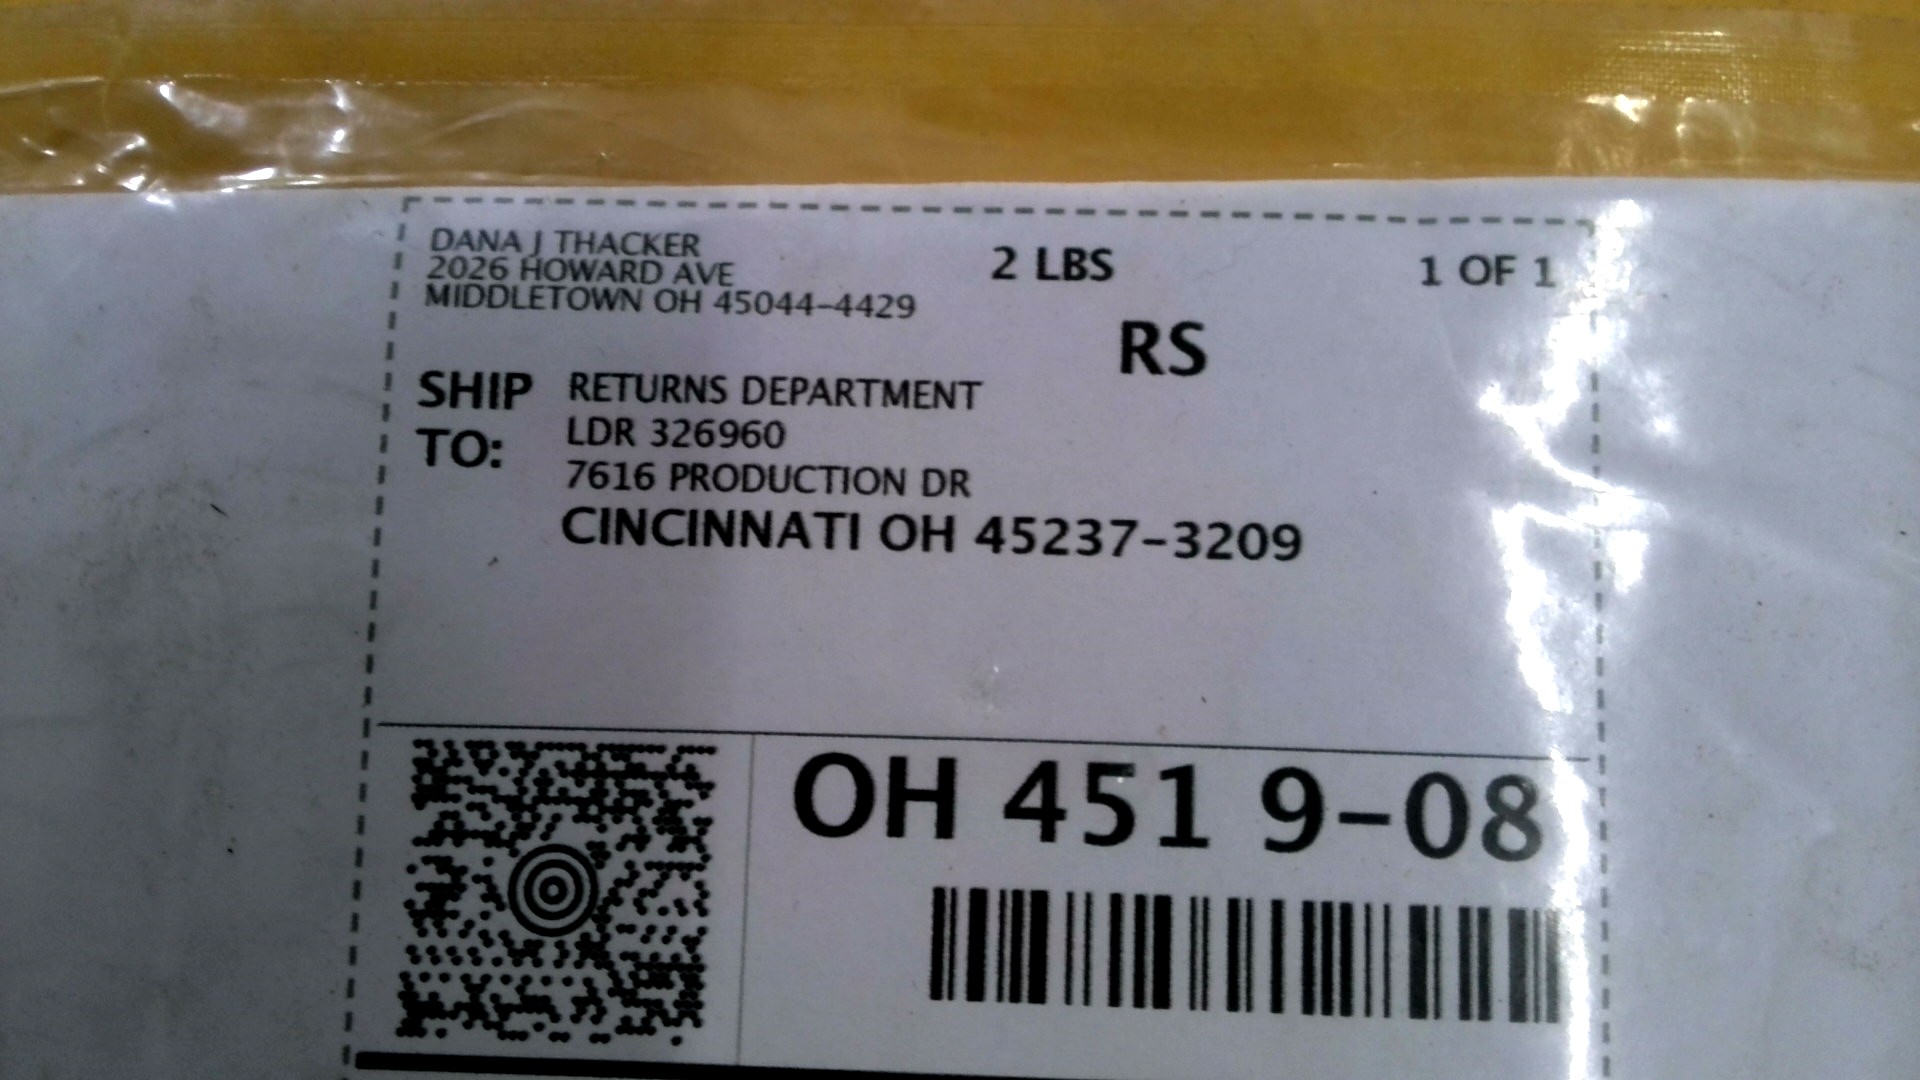 DANA J THACKER
2026 HOWARD AVE
MIDDLETOWN OH 45044-4429
2 LBS
1 OF 1
RS
SHIP TO:
RETURNS DEPARTMENT
LDR 326960
7616 PRODUCTION DR
CINCINNATI OH 45237-3209
OH 451 9-08